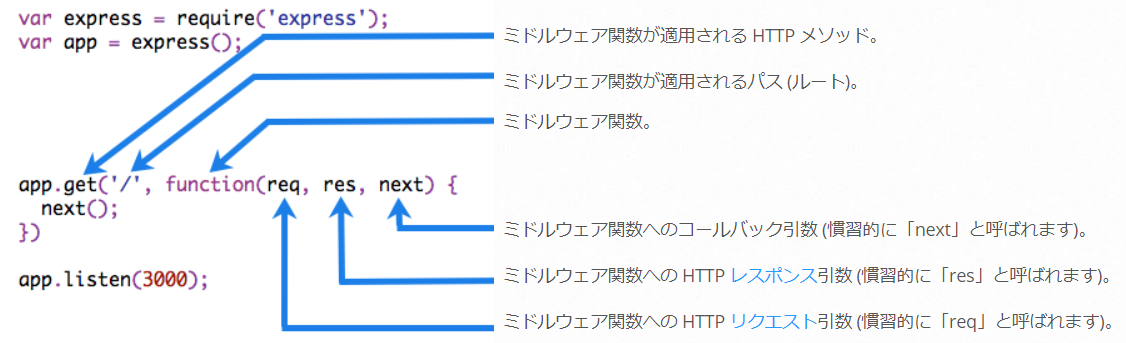 var express = require('express');
var app = express();
ミドルウェア関数が適用される HTTP メソッド。
ミドルウェア関数が適用されるパス (ルート)。
ミドルウェア関数。
app.get('/', function(req, res, next) {
next();
})
app.listen(3000);
ミドルウェア関数へのコールバック引数 (慣習的に「next」と呼ばれます)。
ミドルウェア関数への HTTP レスポンス引数 (慣習的に「res」と呼ばれます)。
ミドルウェア関数への HTTP リクエスト引数 (慣習的に「req」と呼ばれます)。